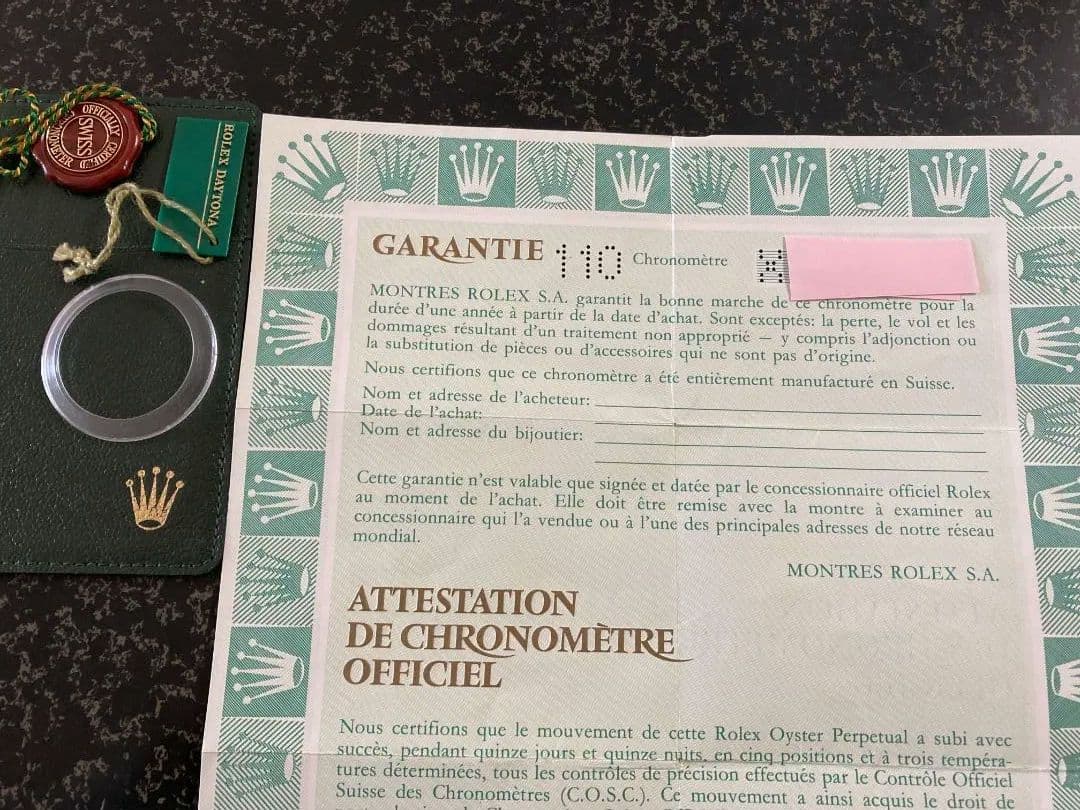 OFFICIALLY
SWISS
CERTIFIED
CHRONOMETER
ROLEX DAYTONA
GARANTIE 110 Chronomètre
MONTRES ROLEX S.A. garantit la bonne marche de ce chronomètre pour la
durée d'une année à partir de la date d'achat. Sont exceptés: la perte, le vol et les
dommages résultant d'un traitement non approprié — y compris l'adjonction ou
la substitution de pièces ou d'accessoires qui ne sont pas d'origine.
Nous certifions que ce chronomètre a été entièrement manufacturé en Suisse.
Nom et adresse de l'acheteur:
Date de l'achat:
Nom et adresse du bijoutier:
Cette garantie n'est valable que signée et datée par le concessionnaire officiel Rolex
au moment de l'achat. Elle doit être remise avec la montre à examiner au
concessionnaire qui l'a vendue ou à l'une des principales adresses de notre réseau
mondial.
MONTRES ROLEX S.A.
ATTESTATION
DE CHRONOMÈTRE
OFFICIEL
Nous certifions que le mouvement de cette Rolex Oyster Perpetual a subi avec
succès, pendant quinze jours et quinze nuits, en cinq positions et à trois tempéra-
tures déterminées, tous les contrôles de précision effectués par le Contrôle Officiel
Suisse des Chronomètres (C.O.S.C.). Ce mouvement a ainsi acquis le droit le